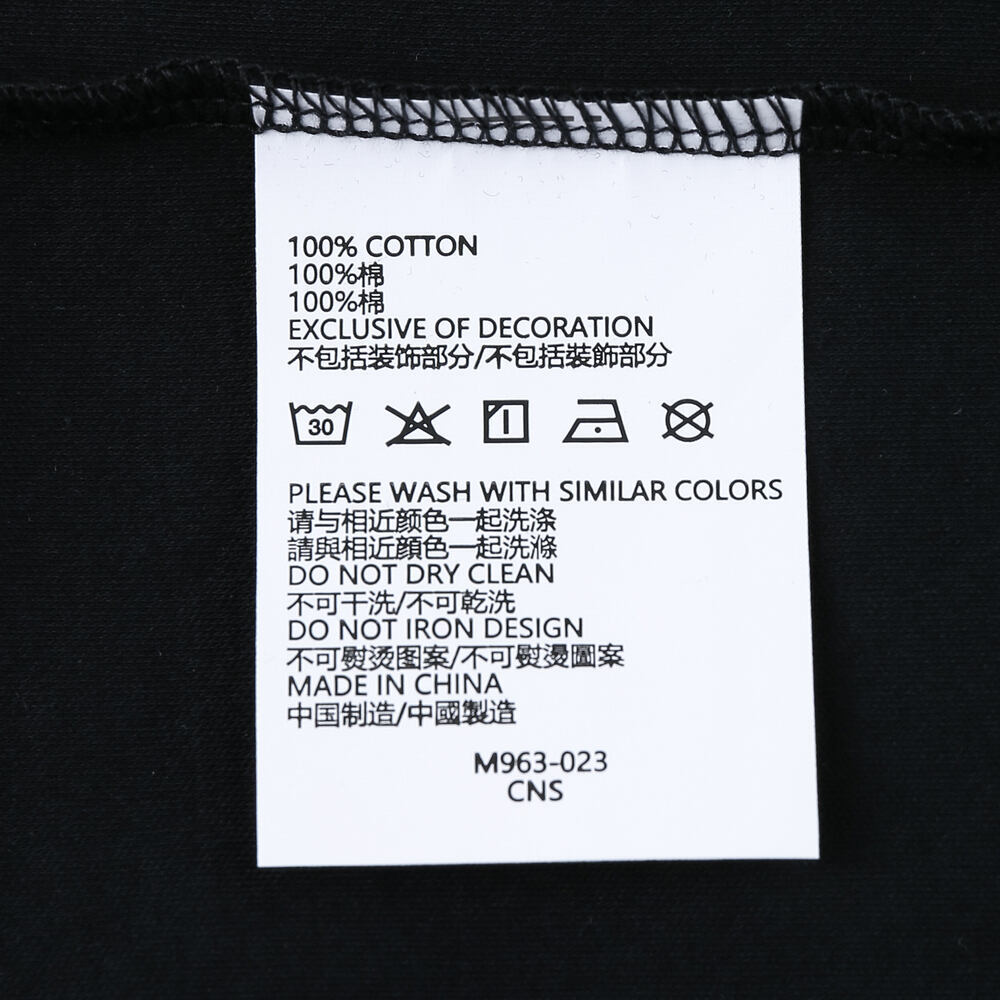 100% COTTON
100%棉
100%棉
EXCLUSIVE OF DECORATION
不包括装饰部分/不包括裝飾部分
30
PLEASE WASH WITH SIMILAR COLORS
请与相近颜色一起洗涤
請與相近顏色一起洗滌
DO NOT DRY CLEAN
不可干洗/不可乾洗
DO NOT IRON DESIGN
不可熨烫图案/不可熨燙圖案
MADE IN CHINA
中国制造/中國製造
M963-023
CNS